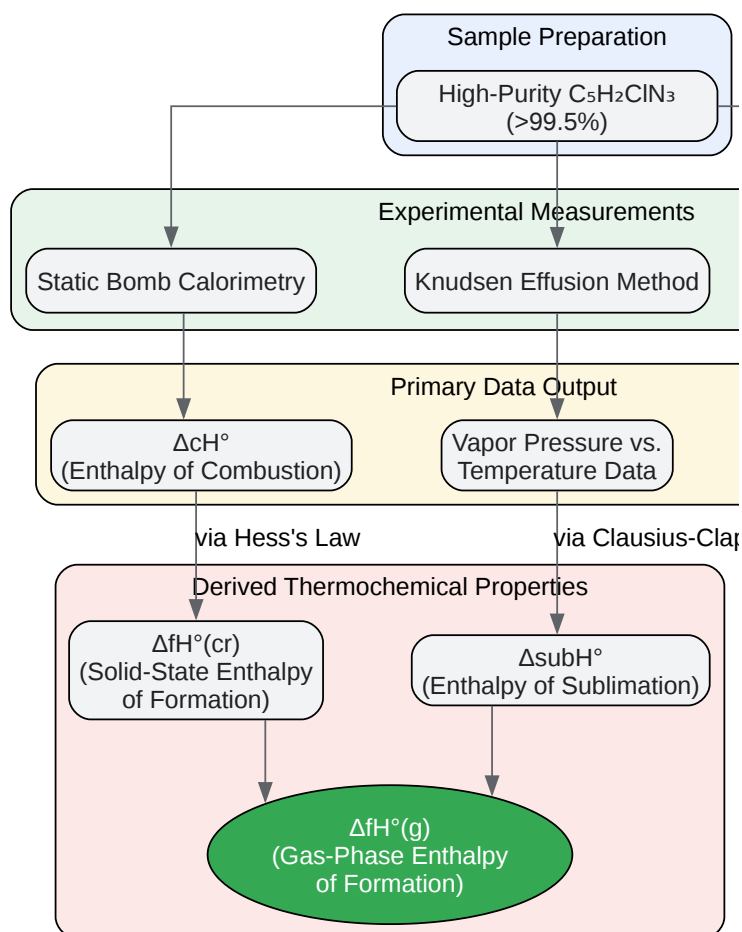 Sample Preparation
High-Purity C₅H₂ClN₃
(>99.5%)
Experimental Measurements
Static Bomb Calorimetry
Knudsen Effusion Method
Primary Data Output
ΔcH°
(Enthalpy of Combustion)
Vapor Pressure vs.
Temperature Data
via Hess's Law
via Clausius-Clap
Derived Thermochemical Properties
ΔfH°(cr)
(Solid-State Enthalpy
of Formation)
ΔsubH°
(Enthalpy of Sublimation)
ΔfH°(g)
(Gas-Phase Enthalpy
of Formation)